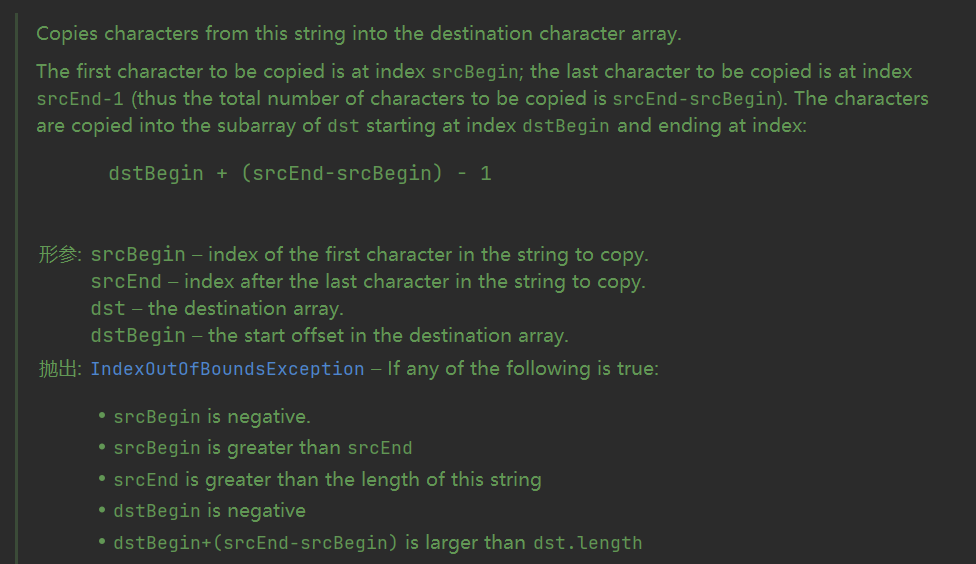 Copies characters from this string into the destination character array.
The first character to be copied is at index srcBegin; the last character to be copied is at index
srcEnd-1 (thus the total number of characters to be copied is srcEnd-srcBegin). The characters
are copied into the subarray of dst starting at index dstBegin and ending at index:
dstBegin + (srcEnd-srcBegin) - 1
形参: srcBegin – index of the first character in the string to copy.
srcEnd – index after the last character in the string to copy.
dst – the destination array.
dstBegin – the start offset in the destination array.
抛出: IndexOutOfBoundsException – If any of the following is true:
• srcBegin is negative.
• srcBegin is greater than srcEnd
• srcEnd is greater than the length of this string
• dstBegin is negative
• dstBegin+(srcEnd-srcBegin) is larger than dst.length